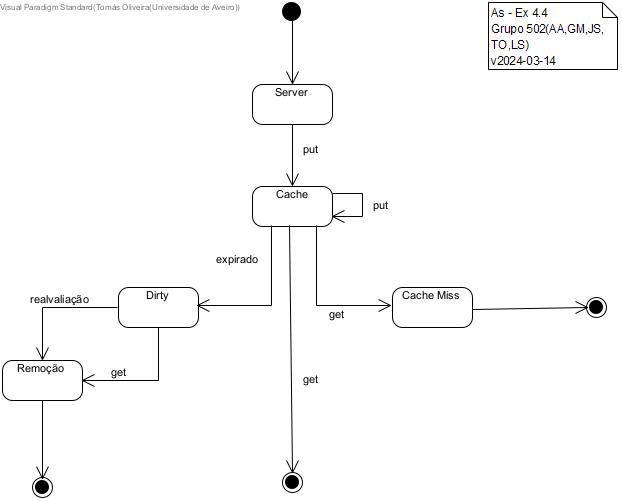 Visual Paradigm Standard(Tomás Oliveira(Universidade de Aveiro))
As - Ex 4.4
Grupo 502(AA,GM,JS,
TO,LS)
v2024-03-14
Server
put
Cache
put
expirado
Dirty
Cache Miss
realvaliação
get
Remoção
get
get